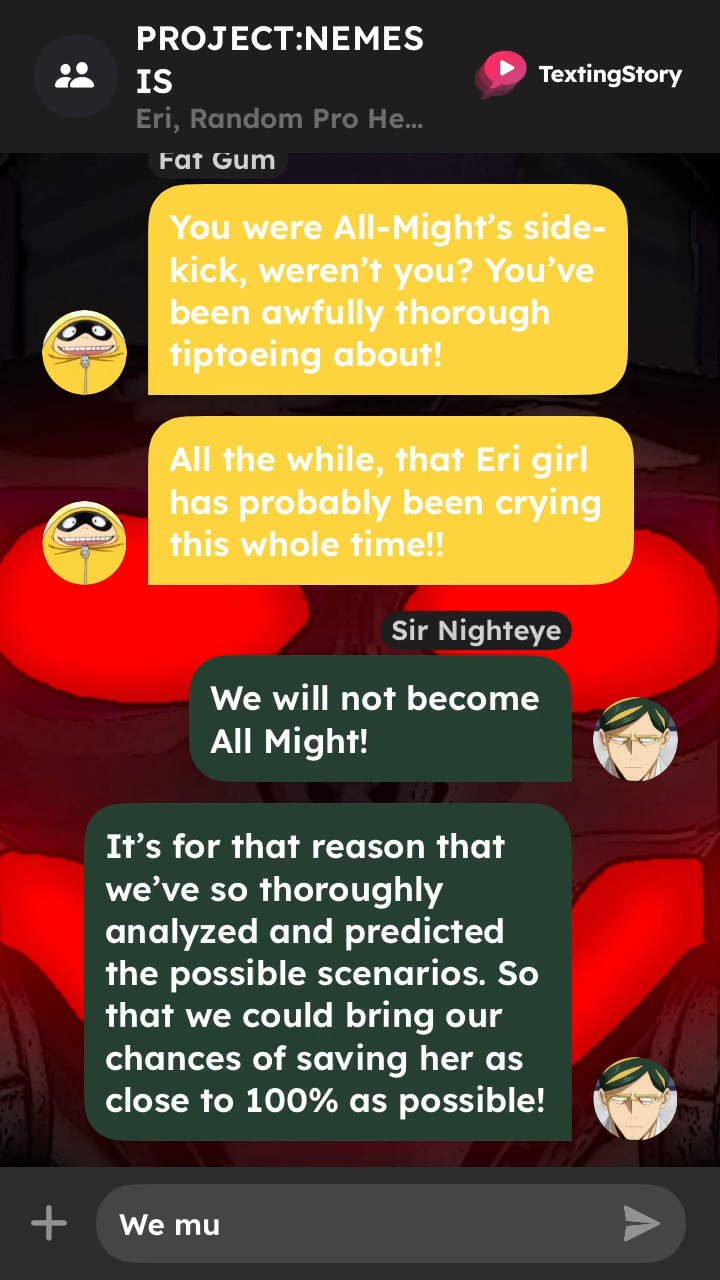 PROJECT:NEMES
IS
Eri, Random Pro He...
TextingStory
Fat Gum
You were All-Might’s side-
kick, weren’t you? You’ve
been awfully thorough
tiptoeing about!
All the while, that Eri girl
has probably been crying
this whole time!!
Sir Nighteye
We will not become
All Might!
It’s for that reason that
we’ve so thoroughly
analyzed and predicted
the possible scenarios. So
that we could bring our
chances of saving her as
close to 100% as possible!
We mu